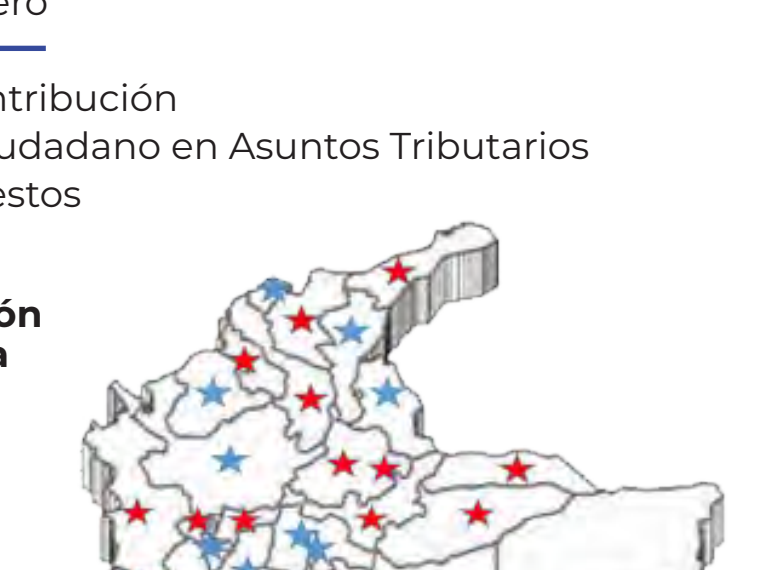 ero
ntribución
udadano en Asuntos Tributarios
estos
ón
a